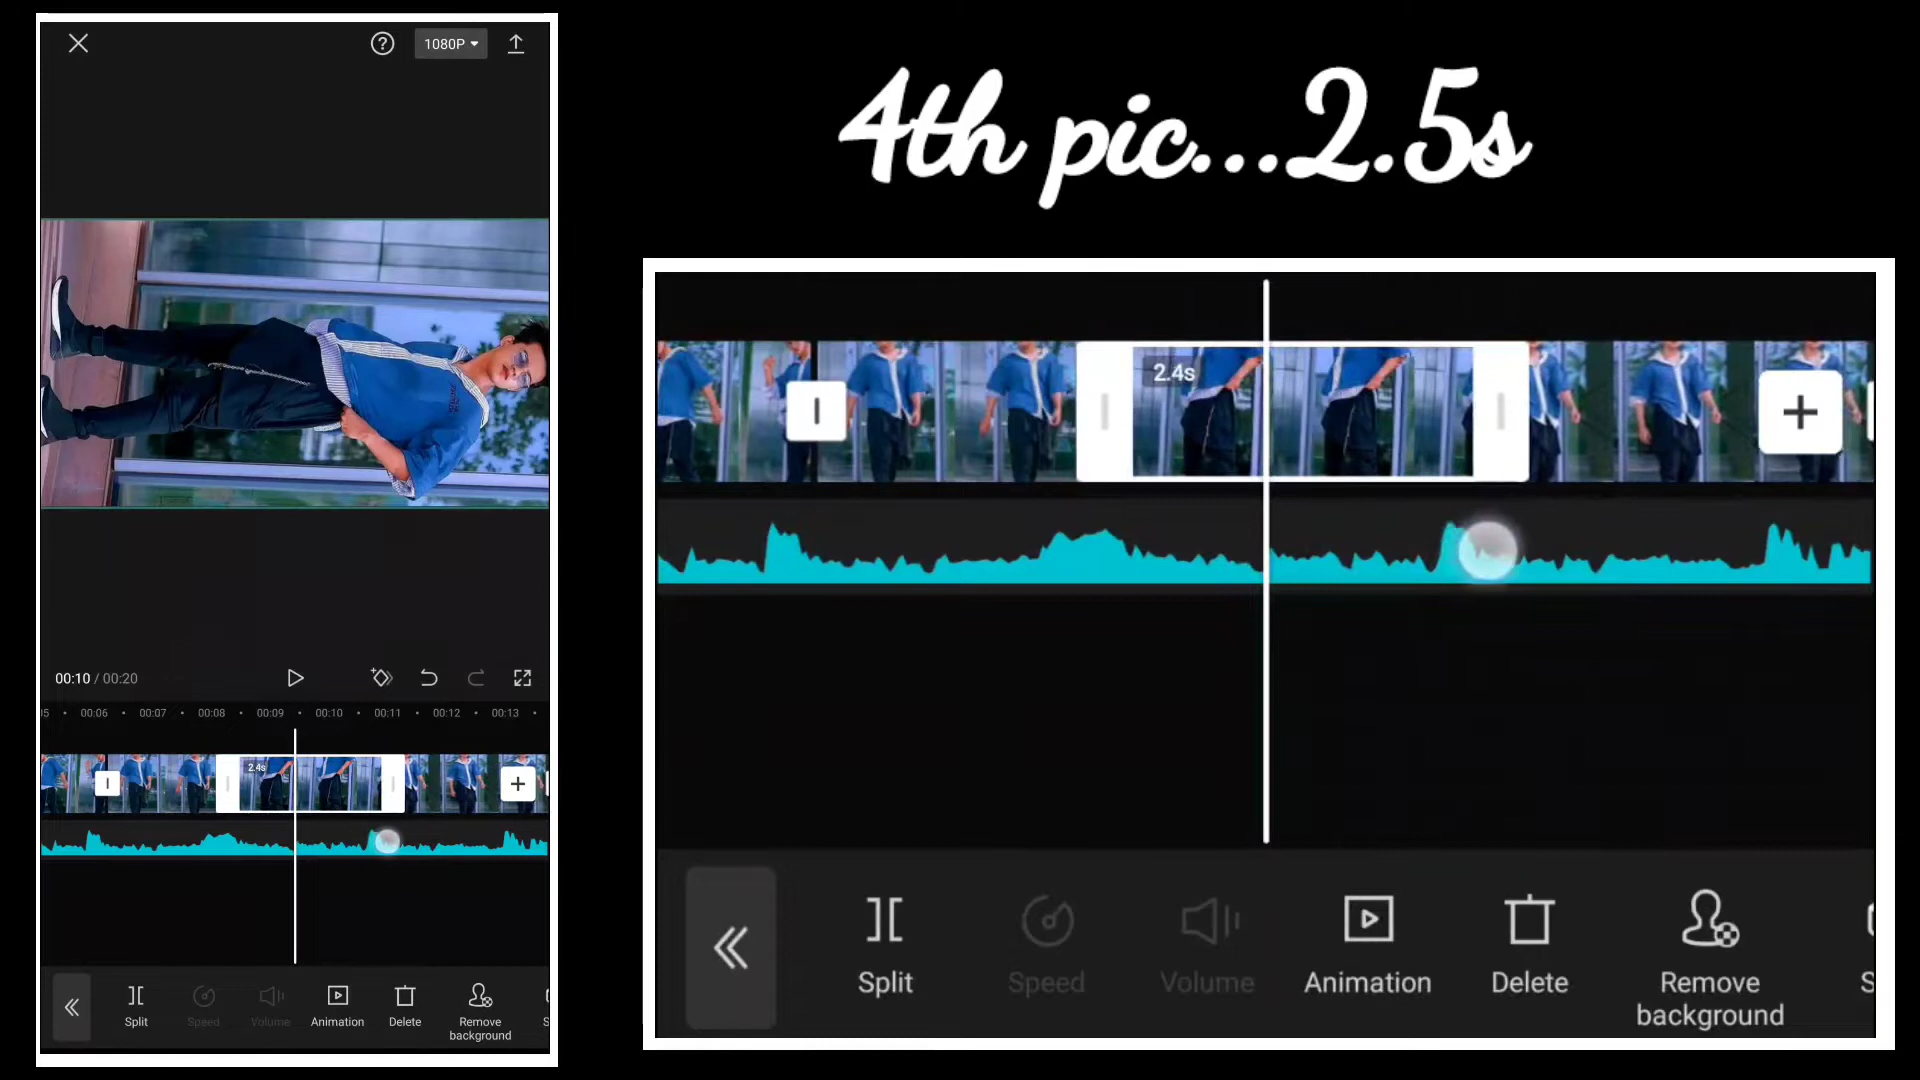 1080P
4th pic...2.5s
00:10 / 00:20
00:06 00:07 00:08 00:09 00:10 00:11 00:12 00:13
2.4s
Split Speed Volume Animation Delete Remove background
2.4s
Split Speed Volume Animation Delete Remove background